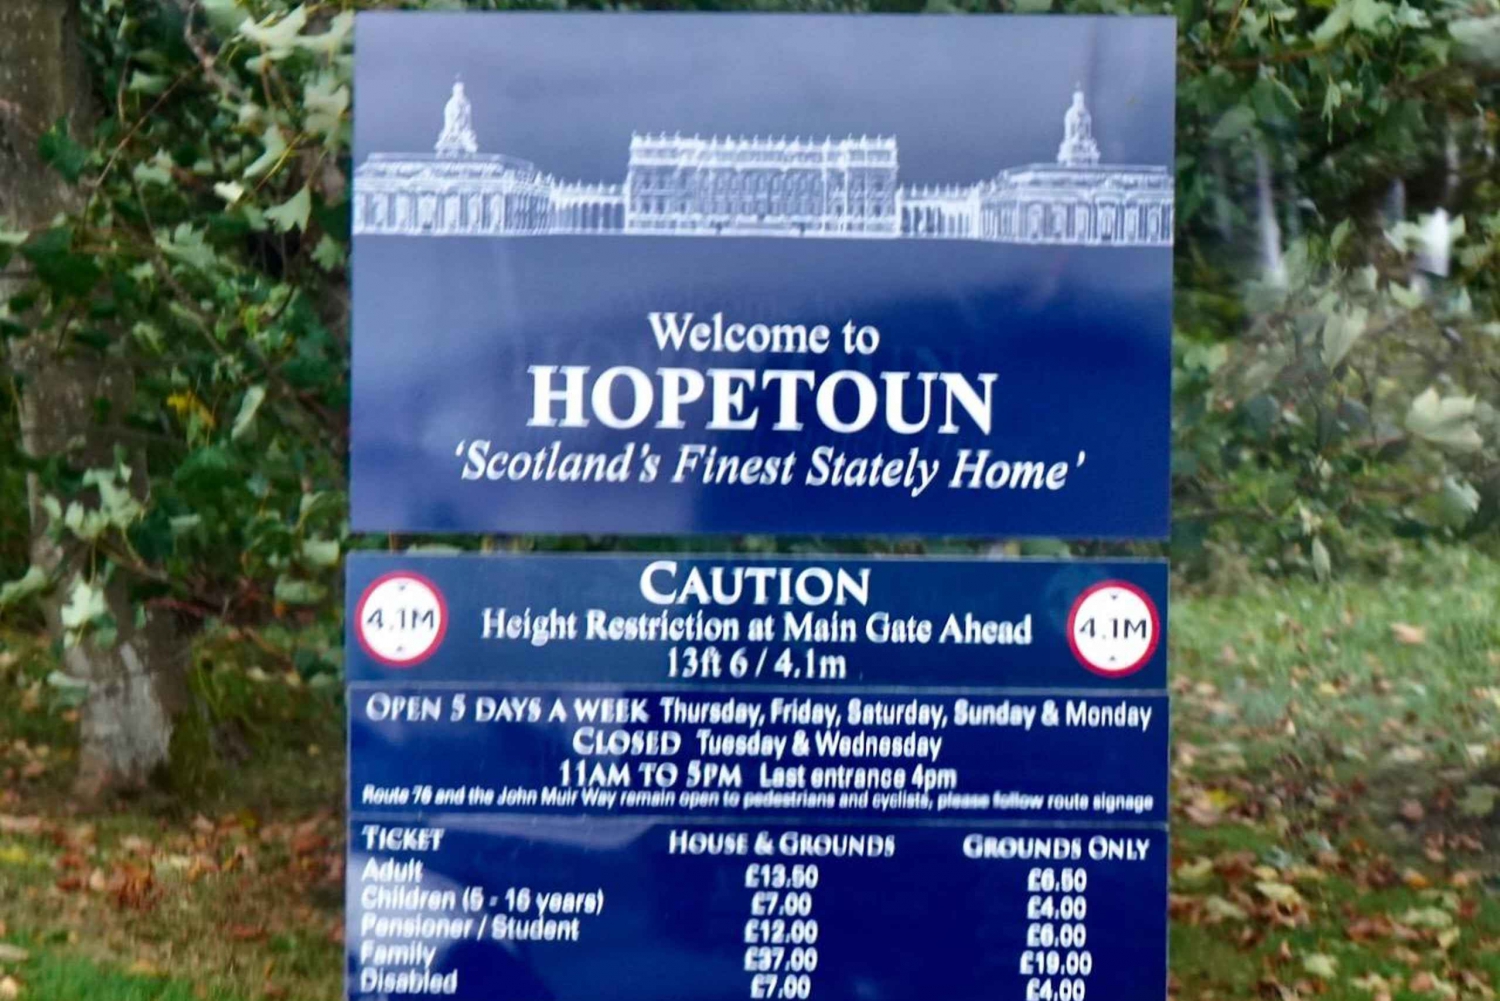 Welcome to
HOPETOUN
‘Scotland’s Finest Stately Home’
CAUTION
4.1M Height Restriction at Main Gate Ahead 4.1M
13ft 6 / 4.1m
OPEN 5 DAYS A WEEK Thursday, Friday, Saturday, Sunday & Monday
CLOSED Tuesday & Wednesday
11AM TO 5PM Last entrance 4pm
Route 76 and the John Muir Way remain open to pedestrians and cyclists, please follow route signage
TICKET HOUSE & GROUNDS GROUNDS ONLY
Adult £13.50 £6.50
Children (5 - 16 years) £7.00 £4.00
Pensioner / Student £12.00 £6.00
Family £37.00 £19.00
Disabled £7.00 £4.00